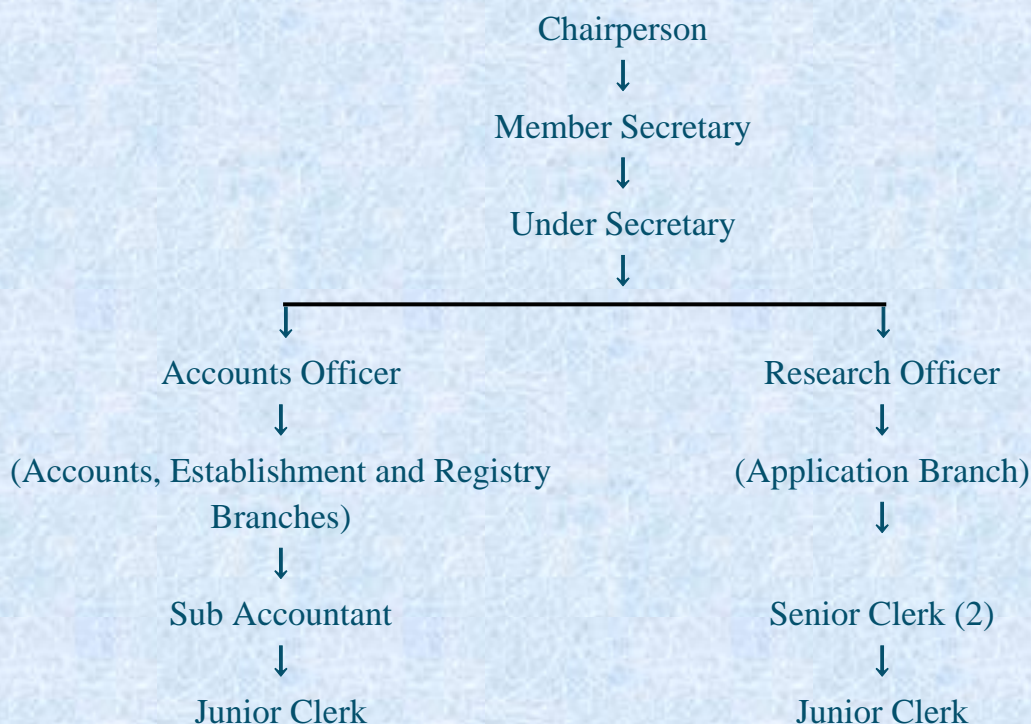 Chairperson
↓
Member Secretary
↓
Under Secretary
↓
↓ ↓
Accounts Officer Research Officer
↓ ↓
(Accounts, Establishment and Registry (Application Branch)
Branches) ↓
↓
Sub Accountant Senior Clerk (2)
↓ ↓
Junior Clerk Junior Clerk